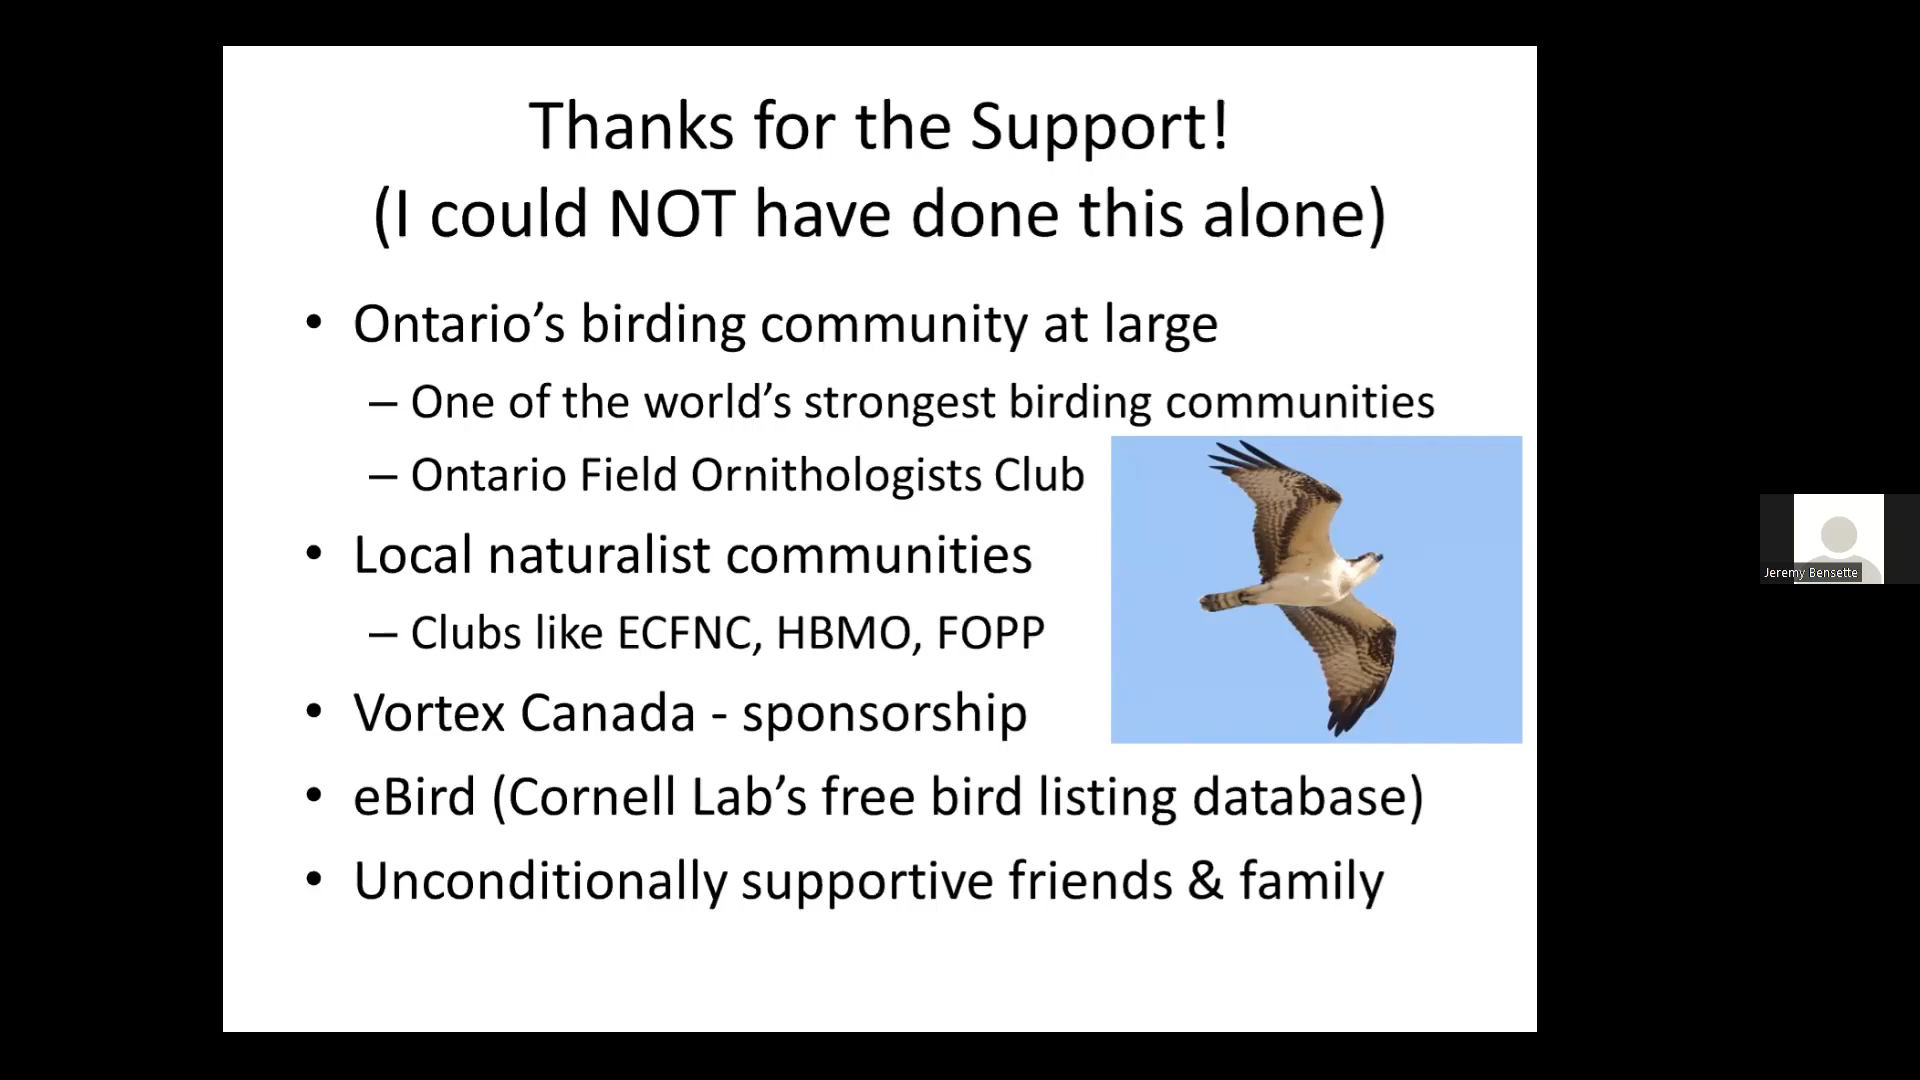 Thanks for the Support!
(I could NOT have done this alone)
• Ontario’s birding community at large
– One of the world’s strongest birding communities
– Ontario Field Ornithologists Club
• Local naturalist communities
– Clubs like ECFNC, HBMO, FOPP
• Vortex Canada - sponsorship
• eBird (Cornell Lab’s free bird listing database)
• Unconditionally supportive friends & family
Jeremy Bensette